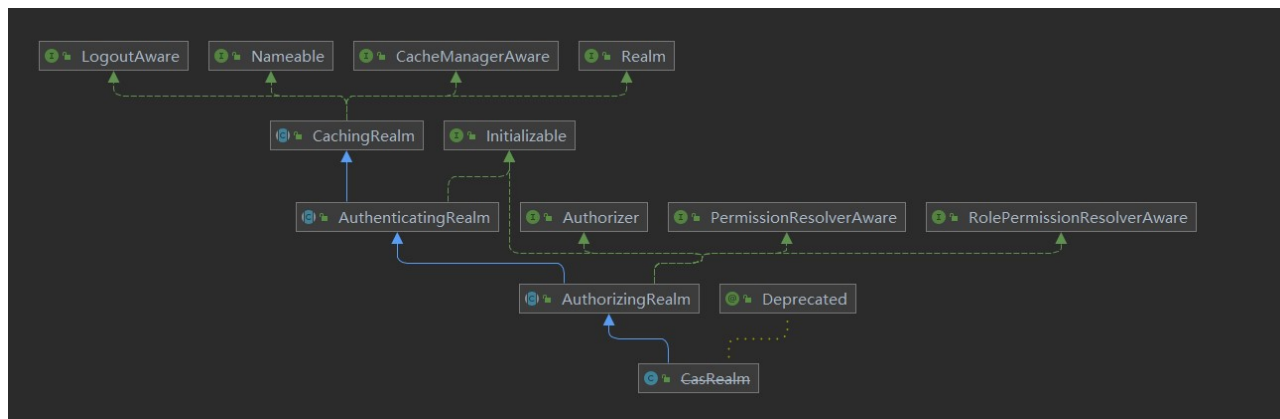 LogoutAware Nameable CacheManagerAware Realm
CachingRealm Initializable
AuthenticatingRealm Authorizer PermissionResolverAware RolePermissionResolverAware
AuthorizingRealm Deprecated
CasRealm